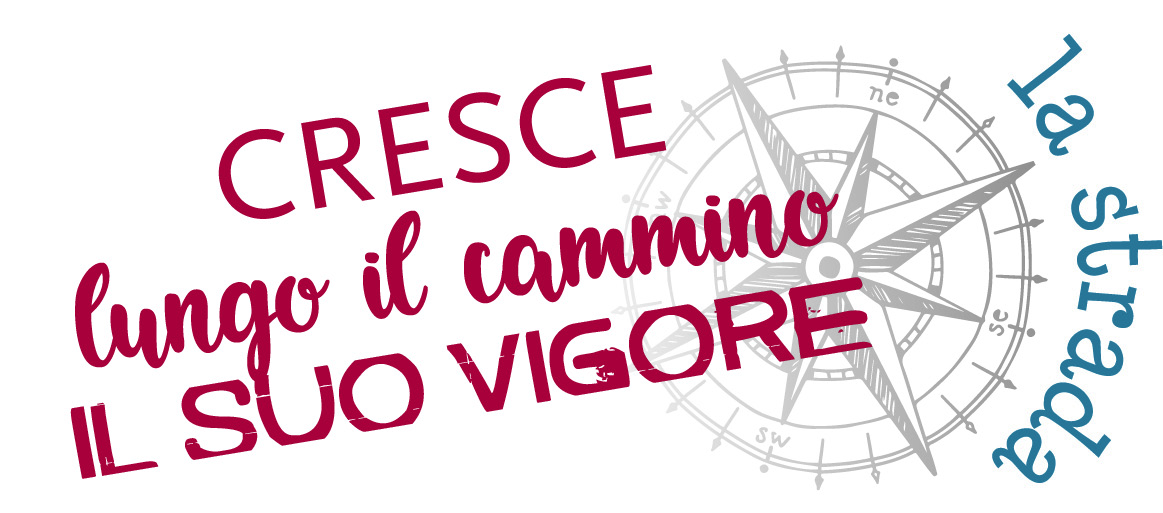 CRESCE
lungo il cammino
IL SUO VIGORE
la strada
ne
se
sw